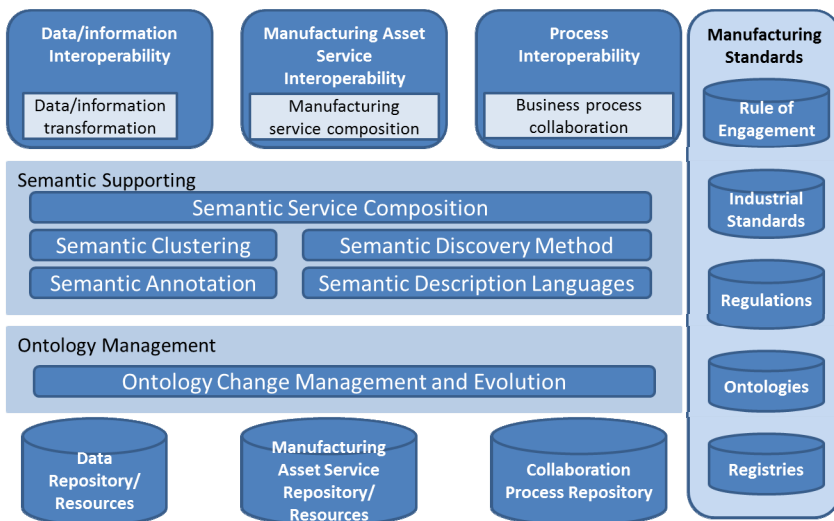 Data/information
Interoperability
Data/information
transformation
Manufacturing Asset
Service
Interoperability
Manufacturing
service composition
Process
Interoperability
Business process
collaboration
Semantic Supporting
Semantic Service Composition
Semantic Clustering
Semantic Discovery Method
Semantic Annotation
Semantic Description Languages
Ontology Management
Ontology Change Management and Evolution
Data
Repository/
Resources
Manufacturing
Asset Service
Repository/
Resources
Collaboration
Process Repository
Manufacturing
Standards
Rule of
Engagement
Industrial
Standards
Regulations
Ontologies
Registries